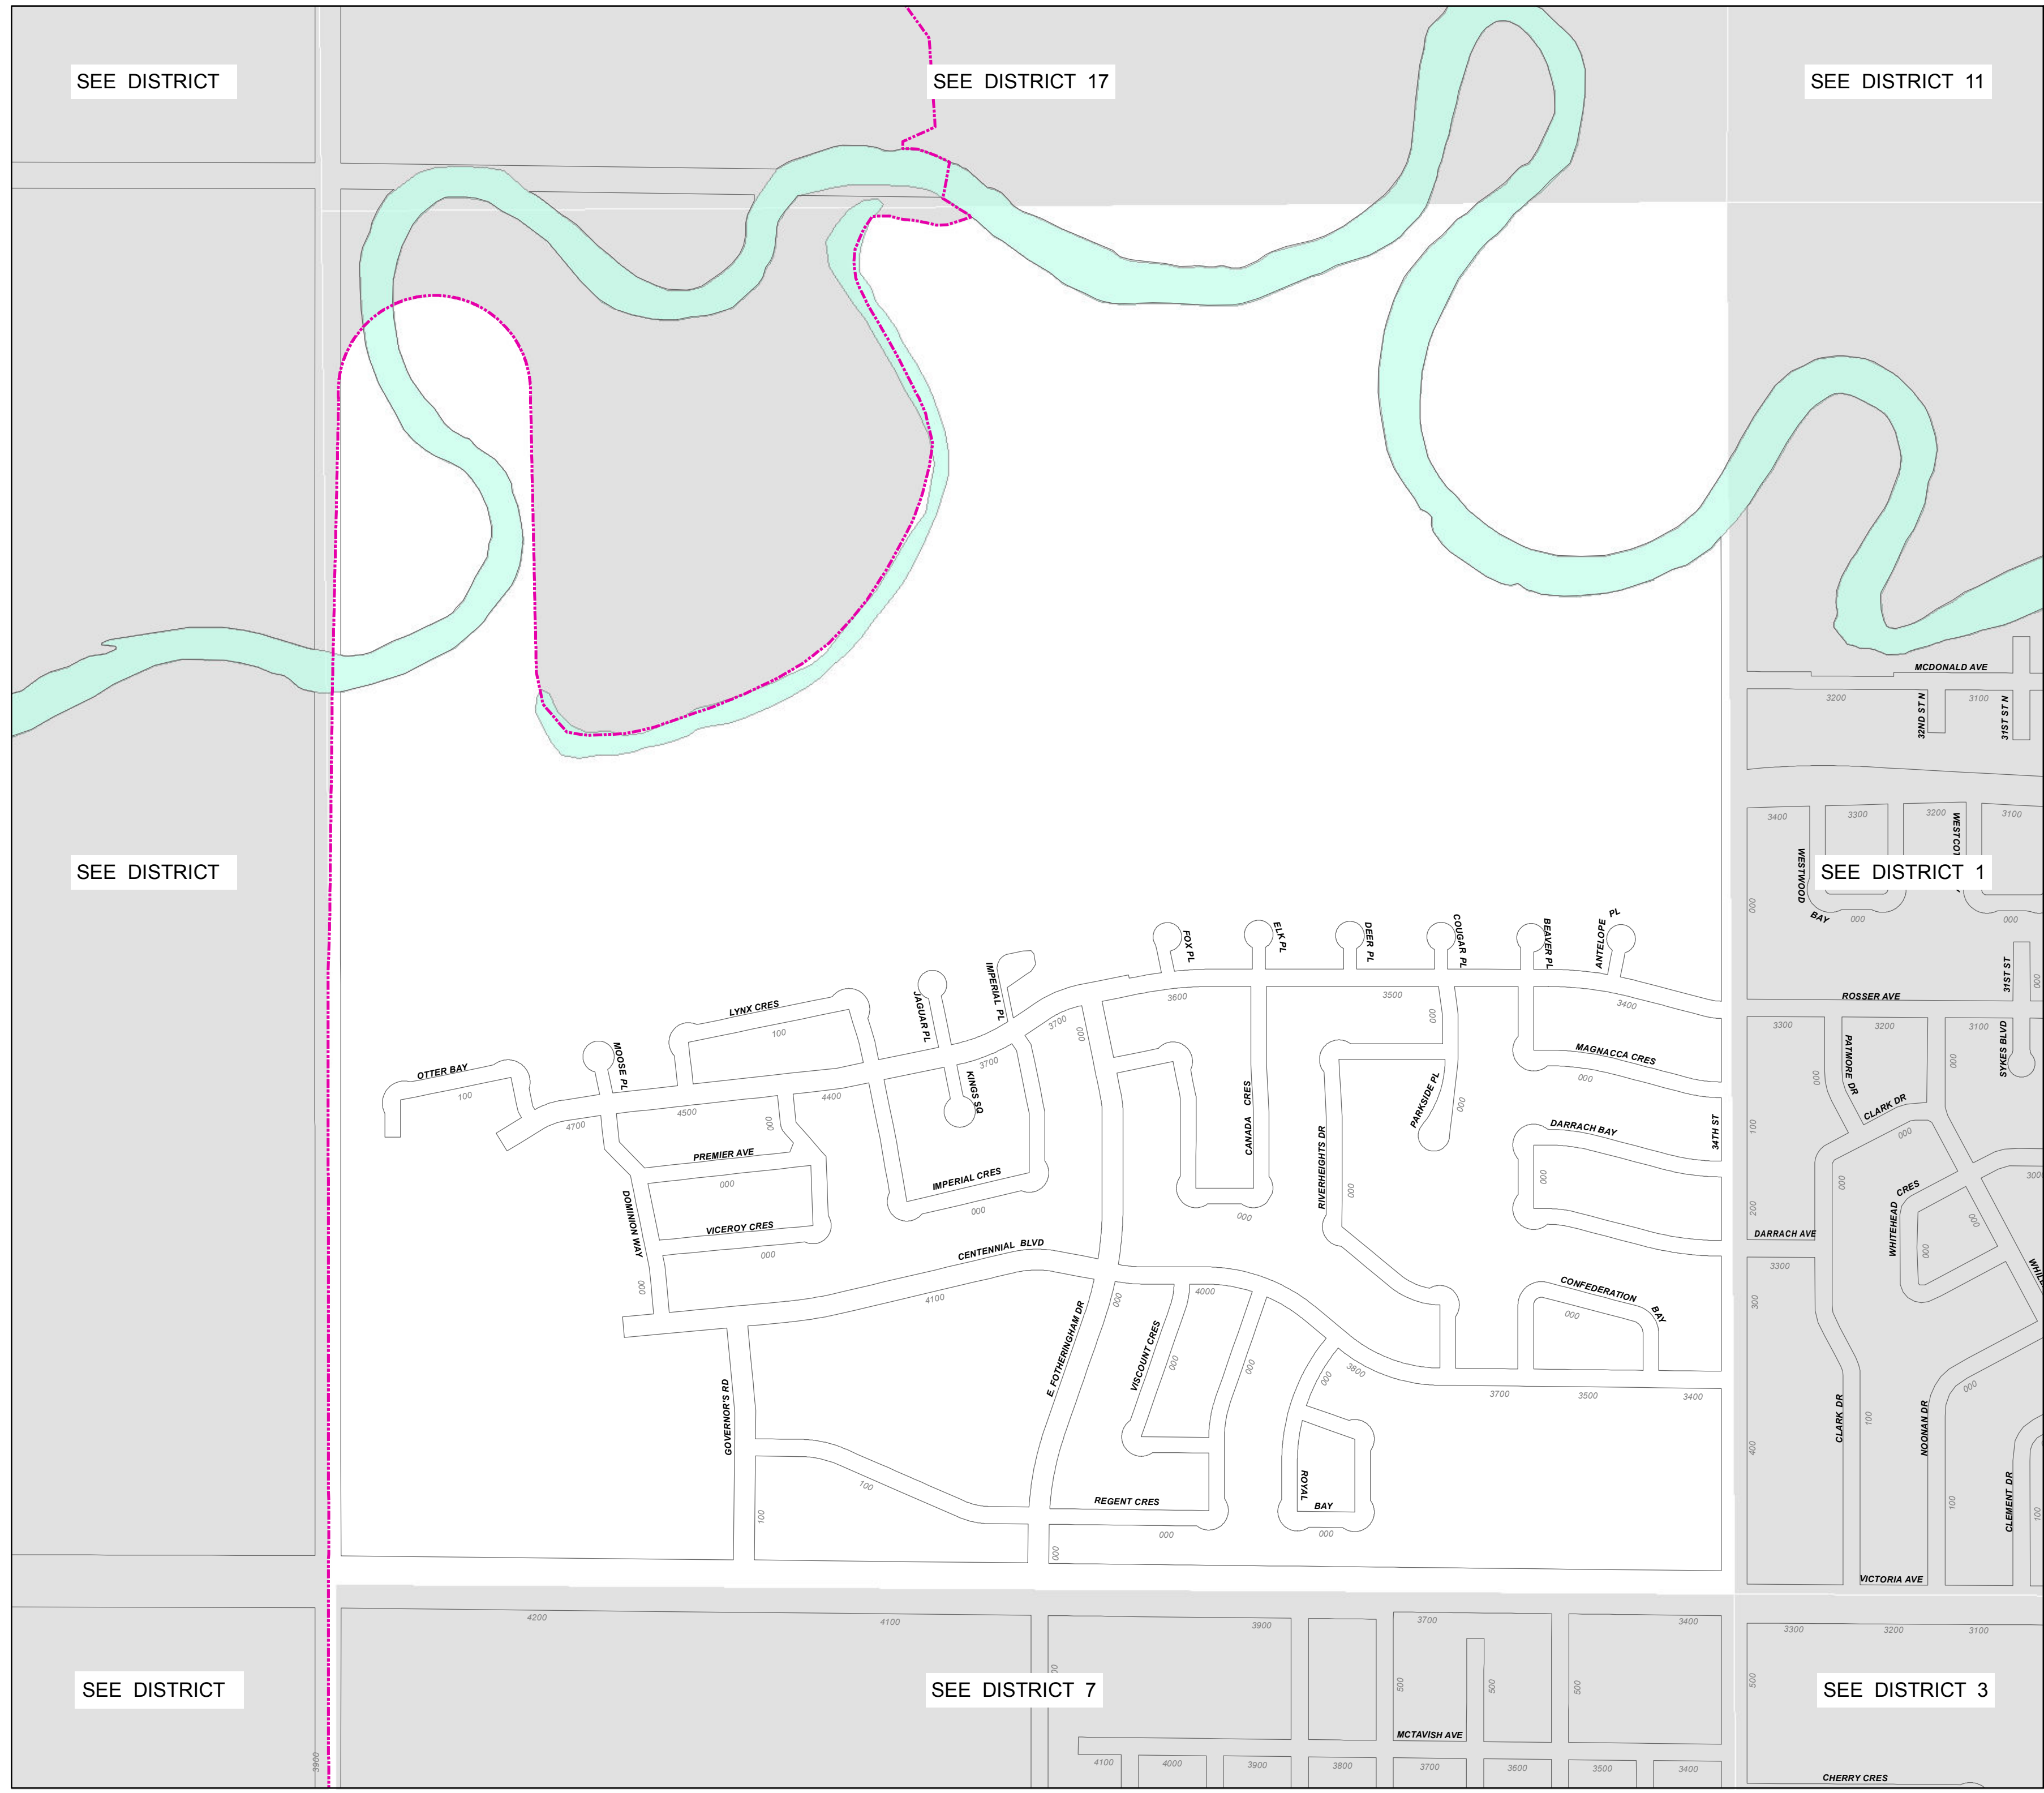 SEE DISTRICT
SEE DISTRICT 17
SEE DISTRICT 11
MCDONALD AVE
3200
32ND ST N
3100
31ST ST N
3400
3300
3200
3100
WESTWOOD
BAY
000
000
SEE DISTRICT
SEE DISTRICT 1
000
000
31ST ST
000
ROSSER AVE
FOX PL
ELK PL
DEER PL
COUGAR PL
BEAVER PL
ANTELOPE PL
IMPERIAL PL
JAGUAR PL
LYNX CRES
100
MOOSE PL
OTTER BAY
100
4700
4500
4400
3700
3700
3600
3500
3400
000
000
000
KINGS SQ
PREMIER AVE
000
VICEROY CRES
000
DOMINION WAY
000
IMPERIAL CRES
000
CANADA CRES
000
RIVERHEIGHTS DR
000
PARKSIDE PL
000
MAGNACCA CRES
000
DARRACH BAY
000
34TH ST
3300
3200
3100
PATMORE DR
SYKES BLVD
000
000
CLARK DR
000
100
000
200
WHITEHEAD
CRES
000
000
DARRACH AVE
3300
300
CENTENNIAL BLVD
4100
4000
3800
3700
3500
3400
CONFEDERATION
BAY
000
E. FOTHERINGHAM DR
000
VISCOUNT CRES
000
000
000
ROYAL
BAY
000
GOVERNOR'S RD
100
100
REGENT CRES
000
000
CLARK DR
100
400
NOONAN DR
000
100
CLEMENT DR
100
VICTORIA AVE
4200
4100
3900
3700
3400
3300
3200
3100
SEE DISTRICT
SEE DISTRICT 7
SEE DISTRICT 3
500
500
500
500
MCTAVISH AVE
3900
4100
4000
3900
3800
3700
3600
3500
3400
CHERRY CRES